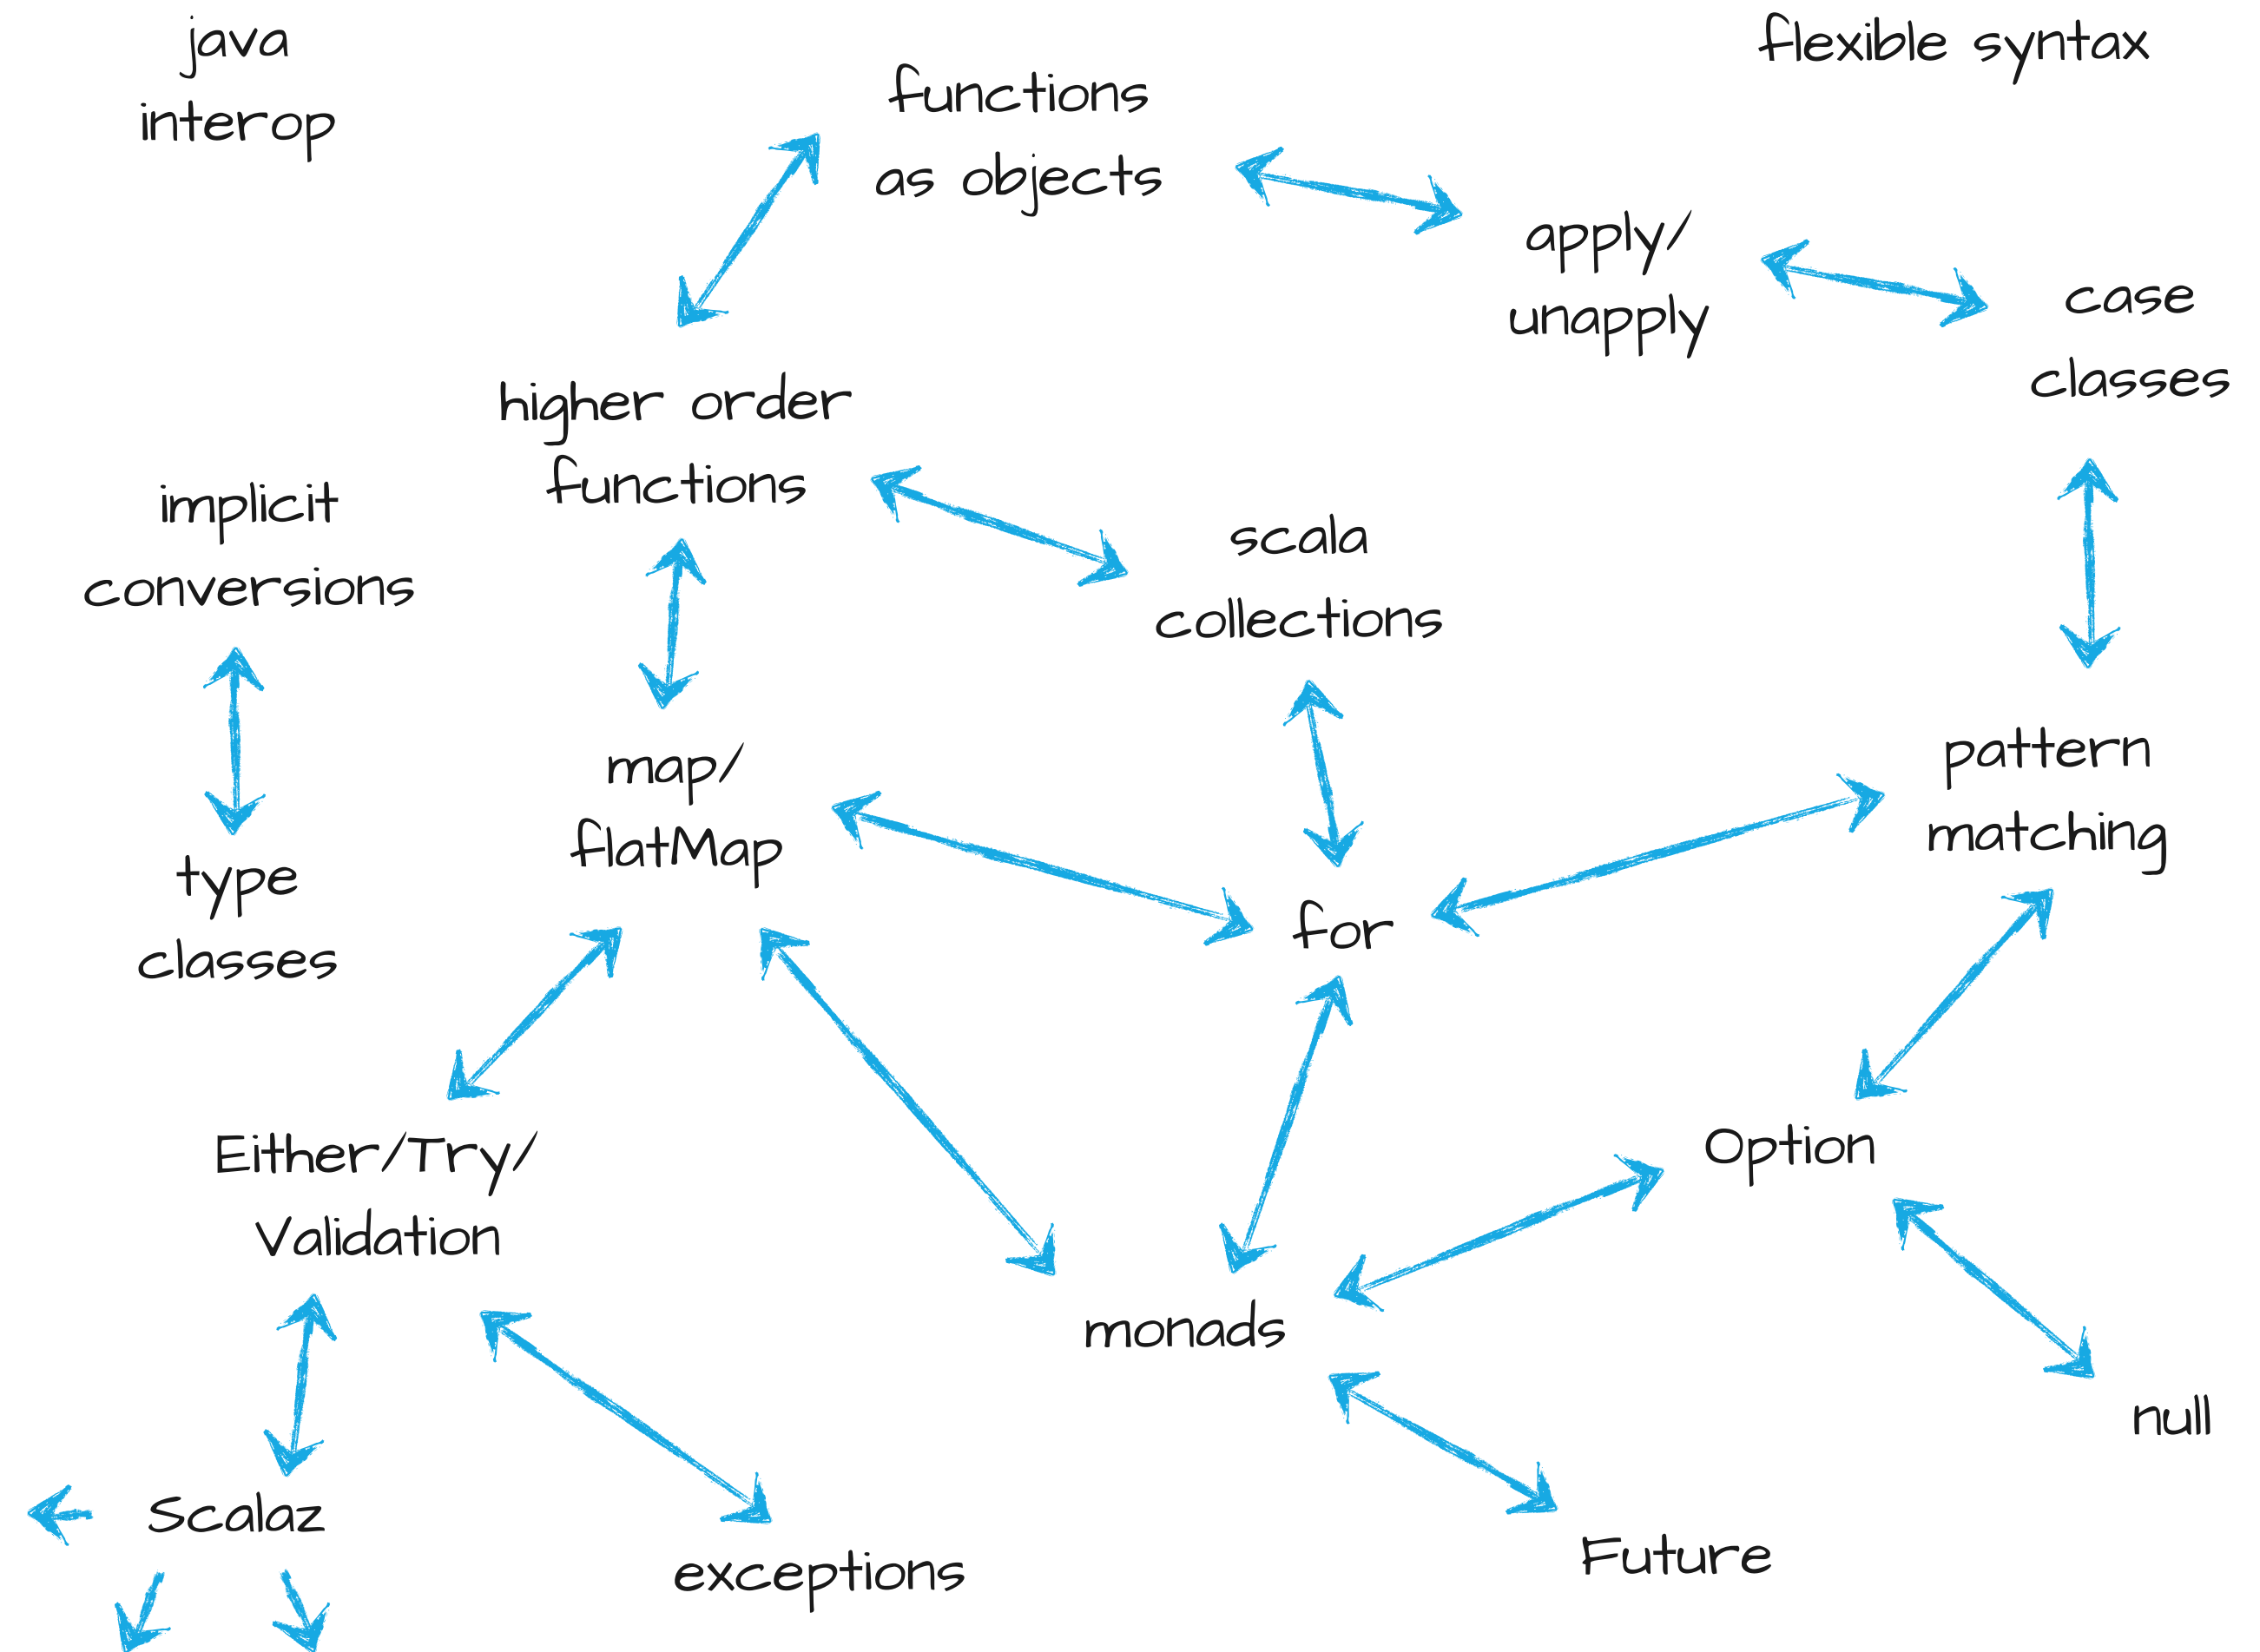 java
interop
functions
as objects
flexible syntax
apply/
unapply
case
classes
higher order
functions
implicit
conversions
scala
collections
map/
flatMap
pattern
matching
type
classes
for
Either/Try/
Validation
Option
monads
null
Scalaz
exceptions
Future